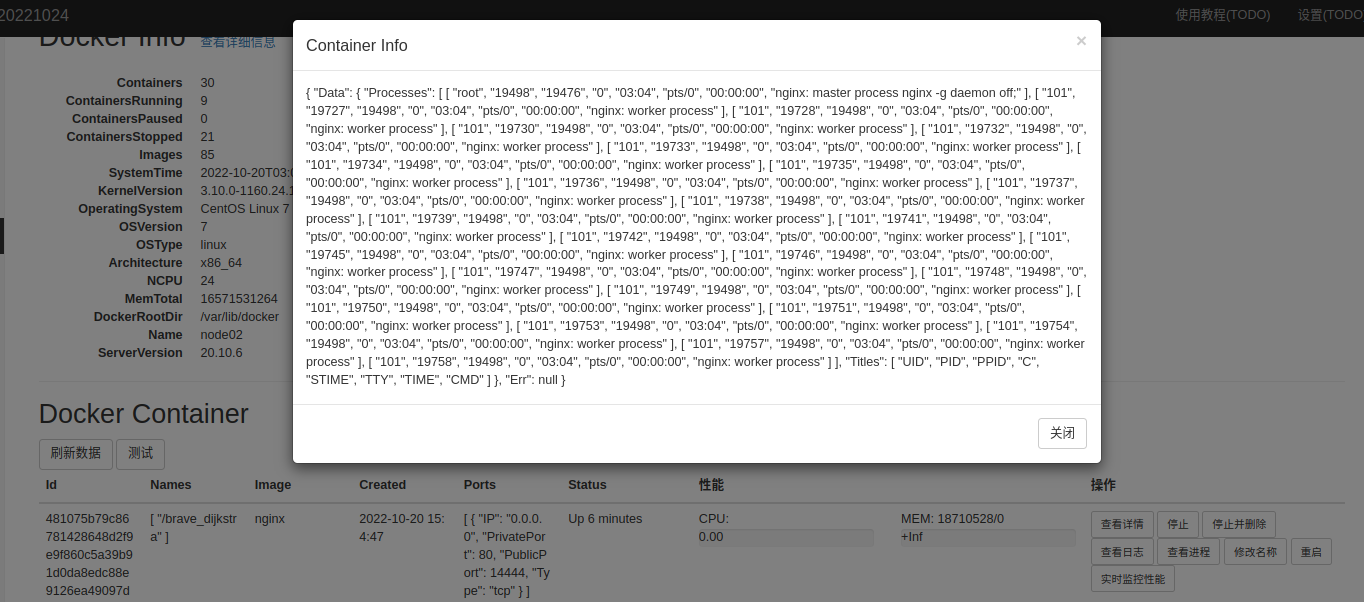 20221024
使用教程(TODO)
设置(TODO
Docker Info 查看详细信息
Containers 30
ContainersRunning 9
ContainersPaused 0
ContainersStopped 21
Images 85
SystemTime 2022-10-20T03:
KernelVersion 3.10.0-1160.24.1
OperatingSystem CentOS Linux 7
OSVersion 7
OSType linux
Architecture x86_64
NCPU 24
MemTotal 16571531264
DockerRootDir /var/lib/docker
Name node02
ServerVersion 20.10.6
Container Info ×
{ "Data": { "Processes": [ [ "root", "19498", "19476", "0", "03:04", "pts/0", "00:00:00", "nginx: master process nginx -g daemon off;" ], [ "101",
"19727", "19498", "0", "03:04", "pts/0", "00:00:00", "nginx: worker process" ], [ "101", "19728", "19498", "0", "03:04", "pts/0", "00:00:00",
"nginx: worker process" ], [ "101", "19730", "19498", "0", "03:04", "pts/0", "00:00:00", "nginx: worker process" ], [ "101", "19732", "19498", "0",
"03:04", "pts/0", "00:00:00", "nginx: worker process" ], [ "101", "19733", "19498", "0", "03:04", "pts/0", "00:00:00", "nginx: worker process" ], [
"101", "19734", "19498", "0", "03:04", "pts/0", "00:00:00", "nginx: worker process" ], [ "101", "19735", "19498", "0", "03:04", "pts/0",
"00:00:00", "nginx: worker process" ], [ "101", "19736", "19498", "0", "03:04", "pts/0", "00:00:00", "nginx: worker process" ], [ "101", "19737",
"19498", "0", "03:04", "pts/0", "00:00:00", "nginx: worker process" ], [ "101", "19738", "19498", "0", "03:04", "pts/0", "00:00:00", "nginx: worker
process" ], [ "101", "19739", "19498", "0", "03:04", "pts/0", "00:00:00", "nginx: worker process" ], [ "101", "19741", "19498", "0", "03:04",
"pts/0", "00:00:00", "nginx: worker process" ], [ "101", "19742", "19498", "0", "03:04", "pts/0", "00:00:00", "nginx: worker process" ], [ "101",
"19745", "19498", "0", "03:04", "pts/0", "00:00:00", "nginx: worker process" ], [ "101", "19746", "19498", "0", "03:04", "pts/0", "00:00:00",
"nginx: worker process" ], [ "101", "19747", "19498", "0", "03:04", "pts/0", "00:00:00", "nginx: worker process" ], [ "101", "19748", "19498", "0",
"03:04", "pts/0", "00:00:00", "nginx: worker process" ], [ "101", "19749", "19498", "0", "03:04", "pts/0", "00:00:00", "nginx: worker process" ], [
"101", "19750", "19498", "0", "03:04", "pts/0", "00:00:00", "nginx: worker process" ], [ "101", "19751", "19498", "0", "03:04", "pts/0",
"00:00:00", "nginx: worker process" ], [ "101", "19753", "19498", "0", "03:04", "pts/0", "00:00:00", "nginx: worker process" ], [ "101", "19754",
"19498", "0", "03:04", "pts/0", "00:00:00", "nginx: worker process" ], [ "101", "19757", "19498", "0", "03:04", "pts/0", "00:00:00", "nginx: worker
process" ], [ "101", "19758", "19498", "0", "03:04", "pts/0", "00:00:00", "nginx: worker process" ] ], "Titles": [ "UID", "PID", "PPID", "C",
"STIME", "TTY", "TIME", "CMD" ] }, "Err": null }
关闭
Docker Container
刷新数据 测试
Id Names Image Created Ports Status 性能 操作
481075b79c86
781428648d2f9
e9f860c5a39b9
1d0da8edc88e
9126ea49097d
[ "/brave_dijkstr
a" ]
nginx
2022-10-20 15:
4:47
[ { "IP": "0.0.0.
0", "PrivatePor
t": 80, "PublicP
ort": 14444, "Ty
pe": "tcp" } ]
Up 6 minutes
CPU:
0.00
MEM: 18710528/0
+Inf
查看详情 停止 停止并删除
查看日志 查看进程 修改名称 重启
实时监控性能